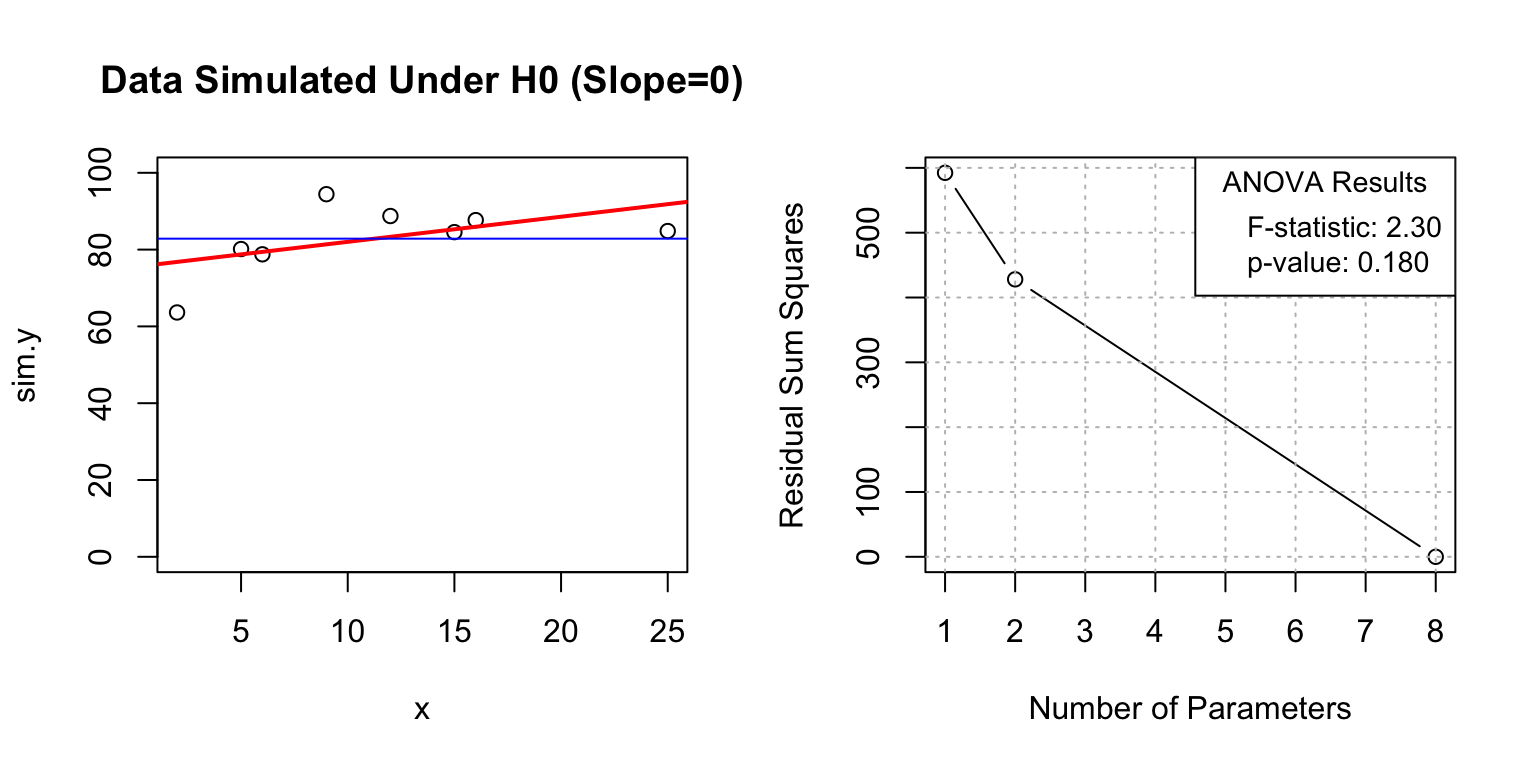 Data Simulated Under H0 (Slope=0)
sim.y
0
20
40
60
80
100
5
10
15
20
25
x
Residual Sum Squares
0
100
300
500
1
2
3
4
5
6
7
8
Number of Parameters
ANOVA Results
F-statistic: 2.30
p-value: 0.180